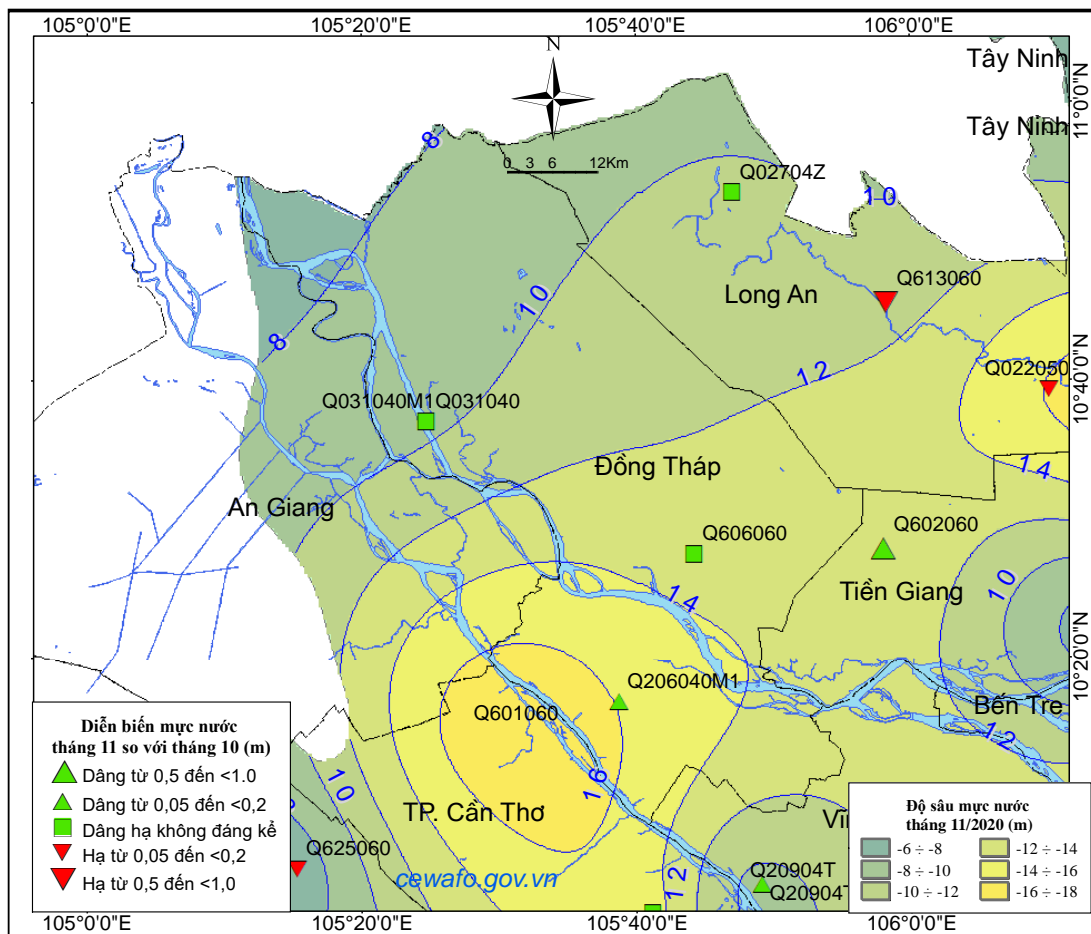 105°0'0"E
105°20'0"E
105°40'0"E
106°0'0"E
Tây Ninh
N
11°0'0"N
Tây Ninh
8
0 3 6 12Km
Q02704Z
10
Q613060
Long An
10
8
12
Q022050
10°40'0"N
Q031040M1Q031040
14
Đồng Tháp
An Giang
Q602060
Q606060
10
Tiền Giang
14
10°20'0"N
Q206040M1
Bến Tre
Q601060
12
Diễn biến mực nước
tháng 11 so với tháng 10 (m)
Dâng từ 0,5 đến <1.0
Dâng từ 0,05 đến <0,2
Dâng hạ không đáng kể
Hạ từ 0,05 đến <0,2
Hạ từ 0,5 đến <1,0
10
16
TP. Cần Thơ
Q625060
cewafo.gov.vn
12
Q20904T
Độ sâu mực nước
tháng 11/2020 (m)
-6 ÷ -8
-8 ÷ -10
-10 ÷ -12
-12 ÷ -14
-14 ÷ -16
-16 ÷ -18
105°0'0"E
105°20'0"E
105°40'0"E
106°0'0"E